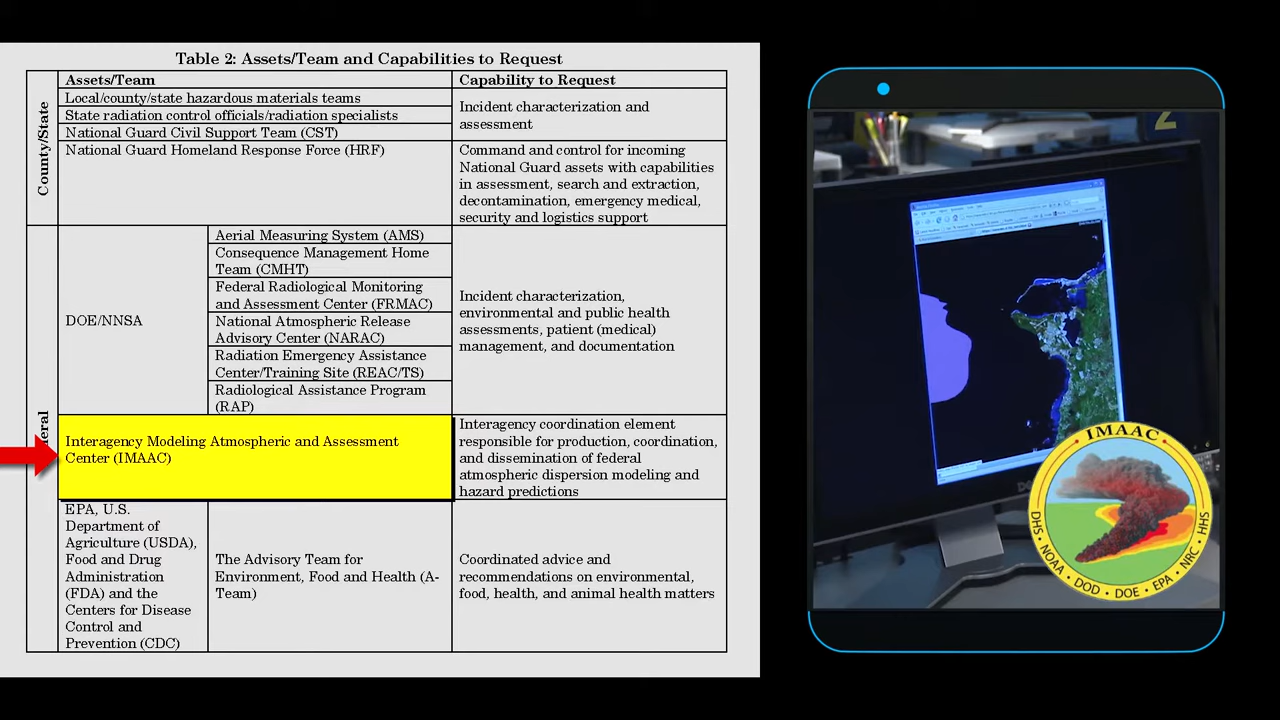 Table 2: Assets/Team and Capabilities to Request
County/State
Assets/Team
Capability to Request
Local/county/state hazardous materials teams
State radiation control officials/radiation specialists
National Guard Civil Support Team (CST)
Incident characterization and
assessment
National Guard Homeland Response Force (HRF)
Command and control for incoming
National Guard assets with capabilities
in assessment, search and extraction,
decontamination, emergency medical,
security and logistics support
eral
DOE/NNSA
Aerial Measuring System (AMS)
Consequence Management Home
Team (CMHT)
Federal Radiological Monitoring
and Assessment Center (FRMAC)
National Atmospheric Release
Advisory Center (NARAC)
Radiation Emergency Assistance
Center/Training Site (REAC/TS)
Radiological Assistance Program
(RAP)
Incident characterization,
environmental and public health
assessments, patient (medical)
management, and documentation
Interagency Modeling Atmospheric and Assessment
Center (IMAAC)
Interagency coordination element
responsible for production, coordination,
and dissemination of federal
atmospheric dispersion modeling and
hazard predictions
EPA, U.S.
Department of
Agriculture (USDA),
Food and Drug
Administration
(FDA) and the
Centers for Disease
Control and
Prevention (CDC)
The Advisory Team for
Environment, Food and Health (A-
Team)
Coordinated advice and
recommendations on environmental,
food, health, and animal health matters
2
IMAAC
DHS • NOAA • DOD • DOE • EPA • NRC • HHS